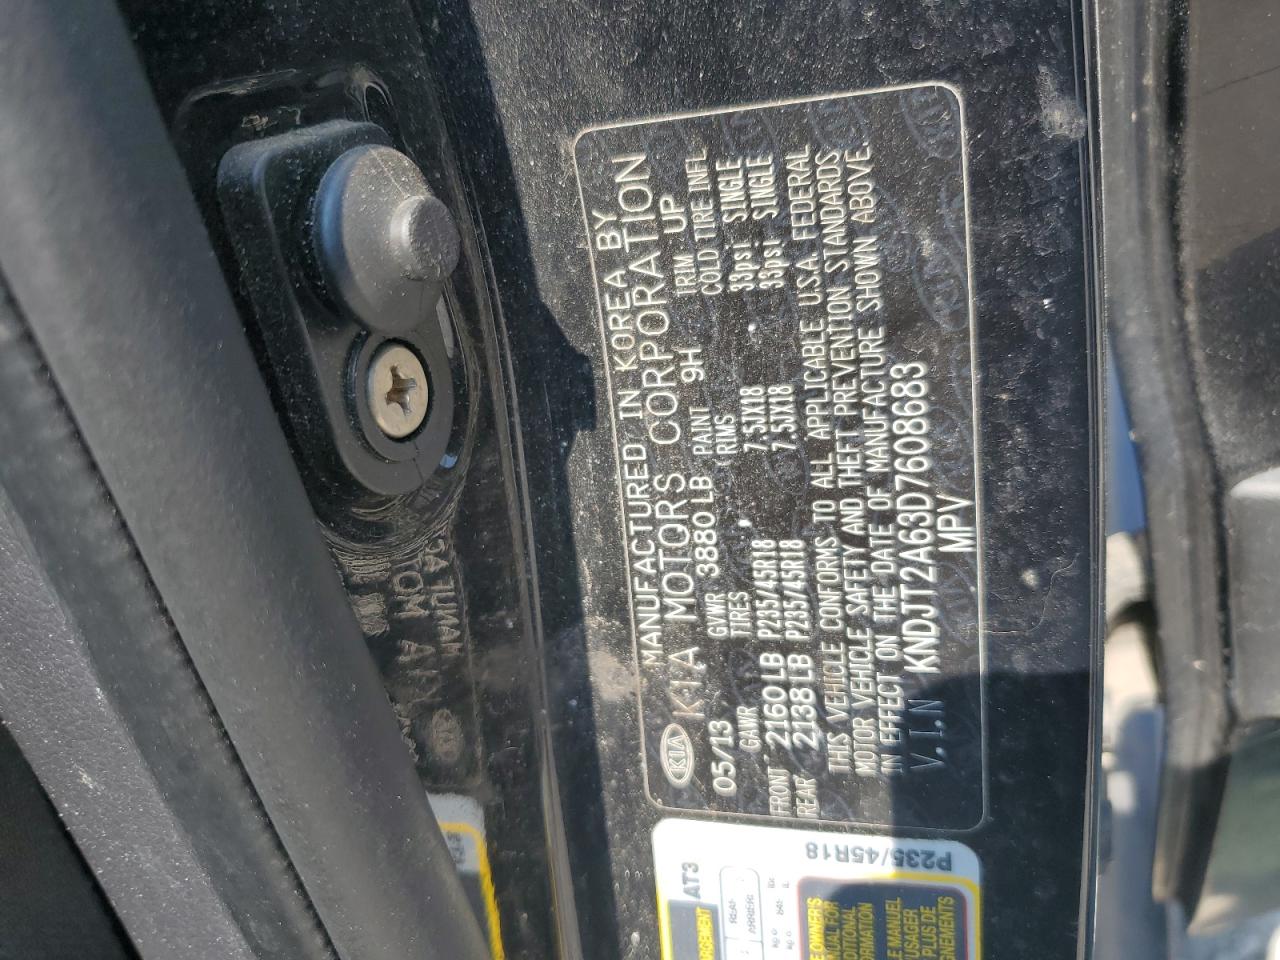 MANUFACTURED IN KOREA BY
KIA KIA MOTORS CORPORATION
05/13 GVWR 3880 LB PAINT 9H TRIM UP
GAWR TIRES RIMS COLD TIRE INFL
FRONT 2160 LB P235/45R18 7.5JX18 33psi SINGLE
REAR 2138 LB P235/45R18 7.5JX18 33psi SINGLE
THIS VEHICLE CONFORMS TO ALL APPLICABLE U.S.A. FEDERAL
MOTOR VEHICLE SAFETY AND THEFT PREVENTION STANDARDS
IN EFFECT ON THE DATE OF MANUFACTURE SHOWN ABOVE.
V.I.N KNDJT2A63D7608683
MPV
AT3
P235/45R18